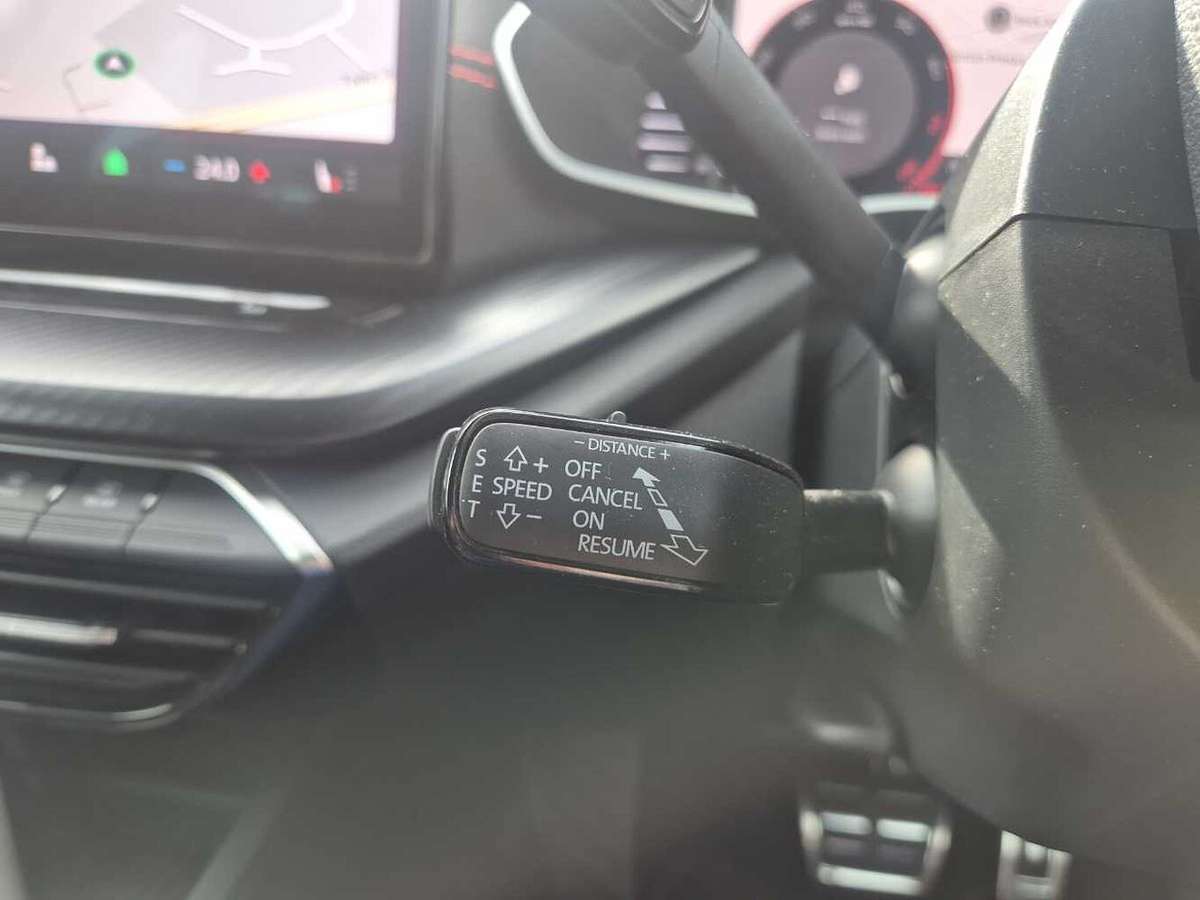 24.0
– DISTANCE +
S + OFF
E SPEED CANCEL
T – ON
RESUME